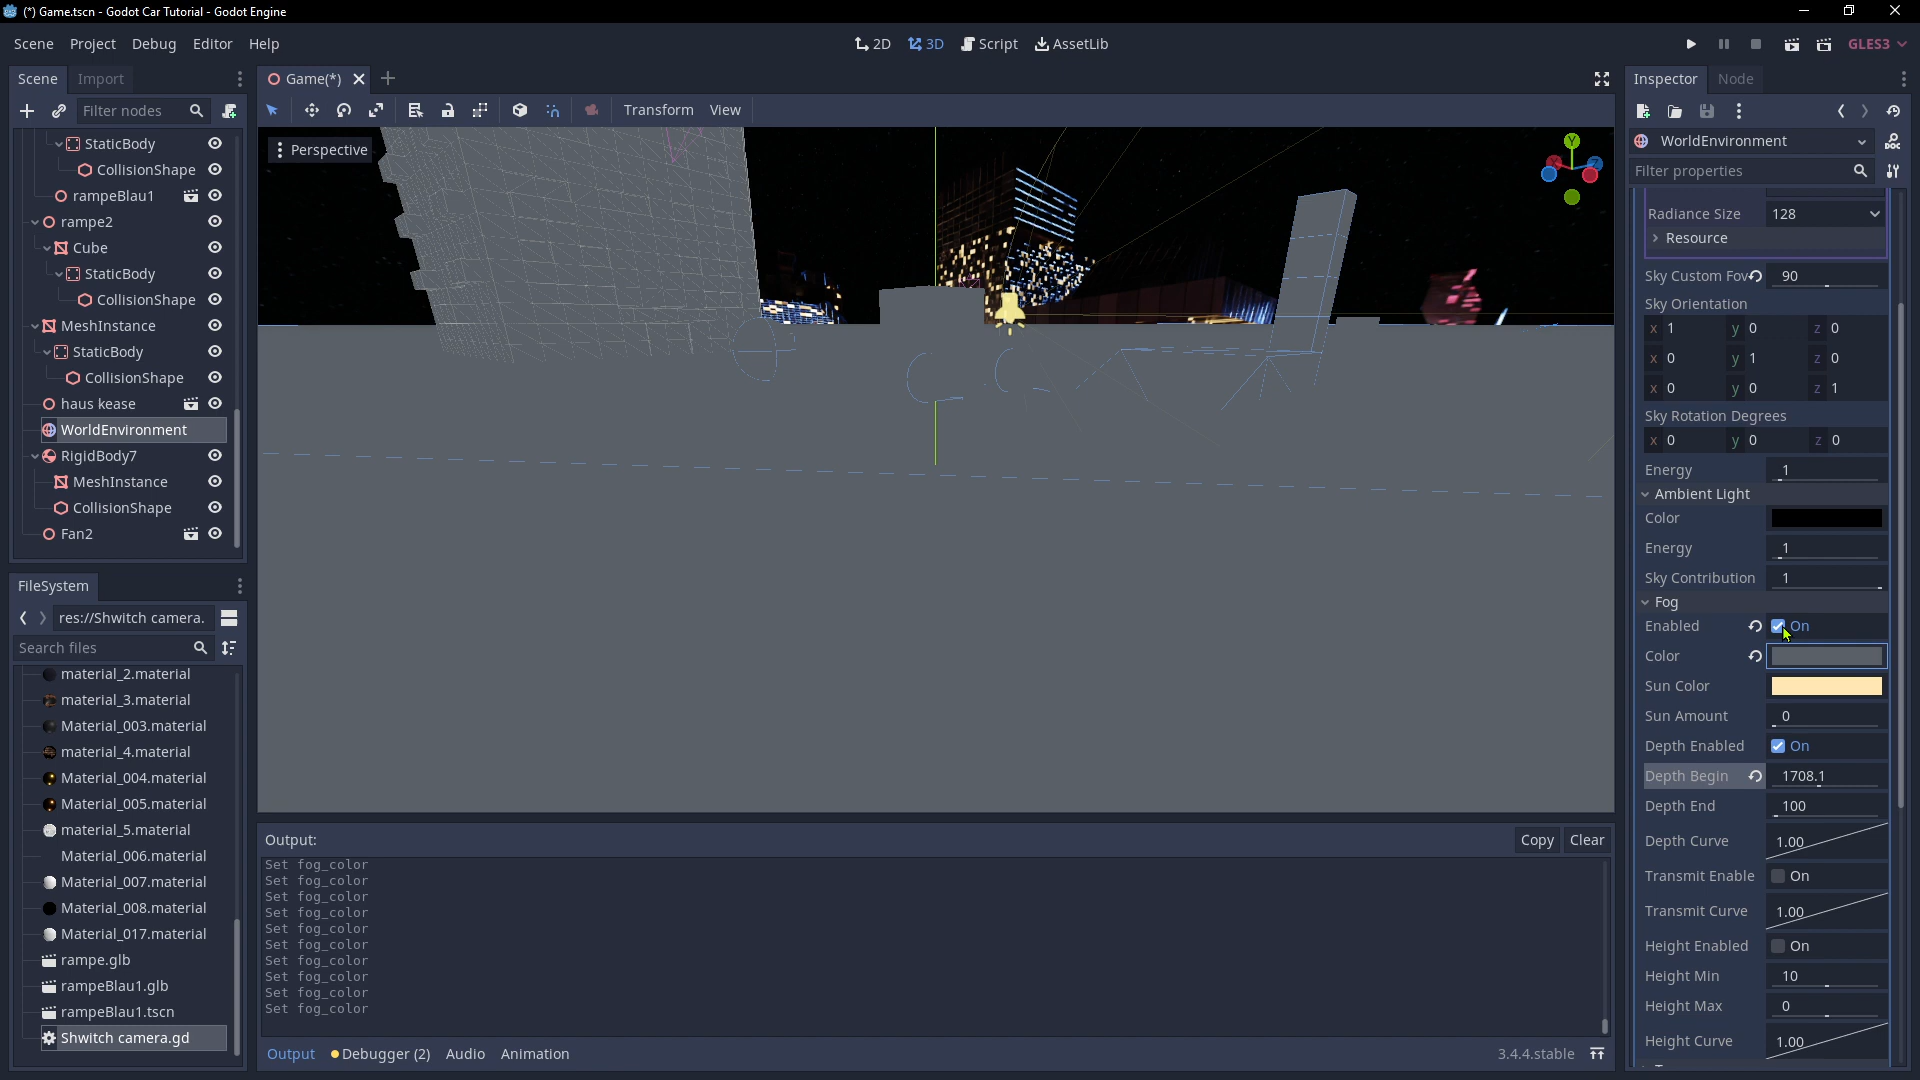 (*) Game.tscn - Godot Car Tutorial - Godot Engine
Scene Project Debug Editor Help
2D 3D Script AssetLib
GLES3
Scene Import
Filter nodes
StaticBody
CollisionShape
rampeBlau1
rampe2
Cube
StaticBody
CollisionShape
MeshInstance
StaticBody
CollisionShape
haus kease
WorldEnvironment
RigidBody7
MeshInstance
CollisionShape
Fan2
FileSystem
res://Shwitch camera.
Search files
material_2.material
material_3.material
Material_003.material
material_4.material
Material_004.material
Material_005.material
material_5.material
Material_006.material
Material_007.material
Material_008.material
Material_017.material
rampe.glb
rampeBlau1.glb
rampeBlau1.tscn
Shwitch camera.gd
Game(*)
Transform View
Perspective
Y
Output:
Copy Clear
Set fog_color
Set fog_color
Set fog_color
Set fog_color
Set fog_color
Set fog_color
Set fog_color
Set fog_color
Set fog_color
Set fog_color
Output Debugger (2) Audio Animation
3.4.4.stable
Inspector Node
WorldEnvironment
Filter properties
Radiance Size 128
Resource
Sky Custom Fov 90
Sky Orientation
x 1 y 0 z 0
x 0 y 1 z 0
x 0 y 0 z 1
Sky Rotation Degrees
x 0 y 0 z 0
Energy 1
Ambient Light
Color
Energy 1
Sky Contribution 1
Fog
Enabled On
Color
Sun Color
Sun Amount 0
Depth Enabled On
Depth Begin 1708.1
Depth End 100
Depth Curve 1.00
Transmit Enable On
Transmit Curve 1.00
Height Enabled On
Height Min 10
Height Max 0
Height Curve 1.00